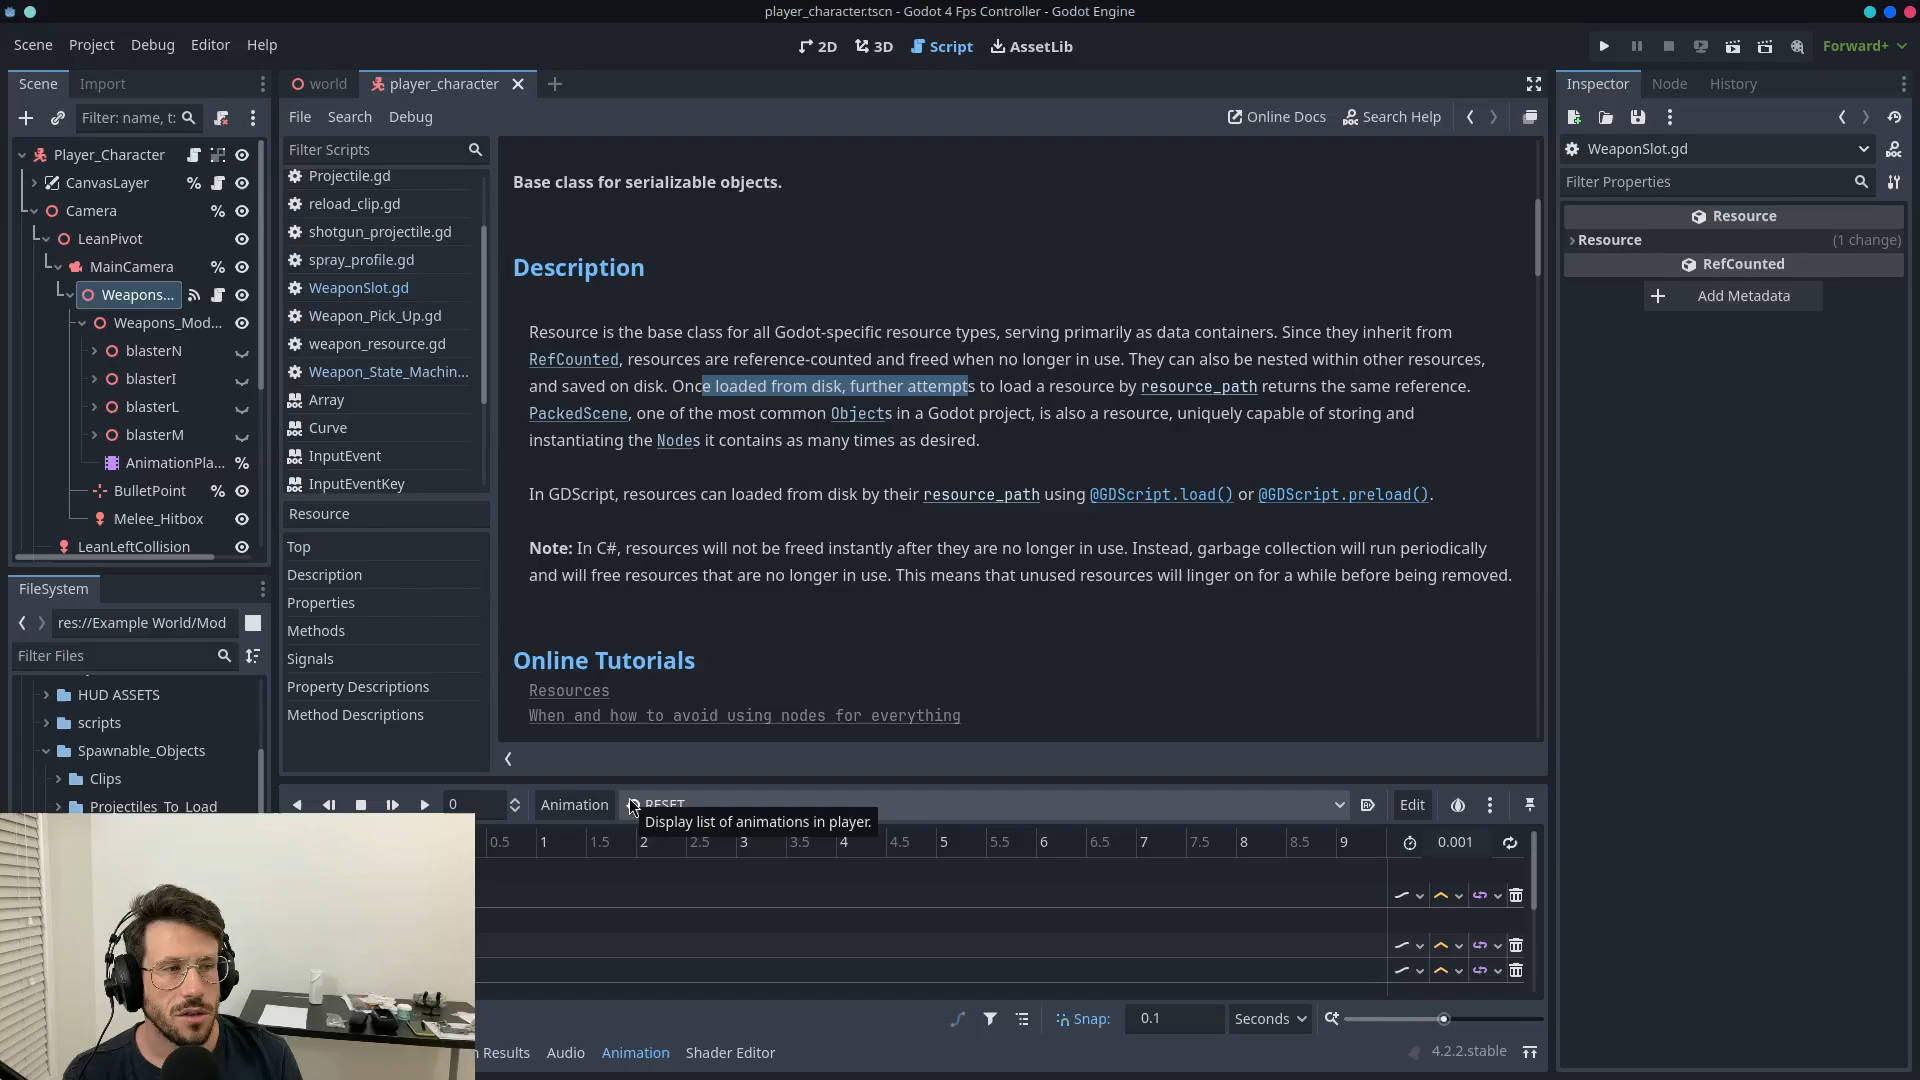 player_character.tscn - Godot 4 Fps Controller - Godot Engine
Scene Project Debug Editor Help
2D 3D Script AssetLib
Forward+
Scene Import
world player_character
Inspector Node History
Filter: name, t:
File Search Debug
Online Docs Search Help
Player_Character
CanvasLayer
Camera
LeanPivot
MainCamera
Weapons...
Weapons_Mod...
blasterN
blasterI
blasterL
blasterM
AnimationPla...
BulletPoint
Melee_Hitbox
LeanLeftCollision
FileSystem
res://Example World/Mod
Filter Files
HUD ASSETS
scripts
Spawnable_Objects
Clips
Projectiles_To_Load
Filter Scripts
Projectile.gd
reload_clip.gd
shotgun_projectile.gd
spray_profile.gd
WeaponSlot.gd
Weapon_Pick_Up.gd
weapon_resource.gd
Weapon_State_Machin...
Array
Curve
InputEvent
InputEventKey
Resource
Top
Description
Properties
Methods
Signals
Property Descriptions
Method Descriptions
Base class for serializable objects.
Description
Resource is the base class for all Godot-specific resource types, serving primarily as data containers. Since they inherit from
RefCounted, resources are reference-counted and freed when no longer in use. They can also be nested within other resources,
and saved on disk. Once loaded from disk, further attempts to load a resource by resource_path returns the same reference.
PackedScene, one of the most common Objects in a Godot project, is also a resource, uniquely capable of storing and
instantiating the Nodes it contains as many times as desired.
In GDScript, resources can loaded from disk by their resource_path using @GDScript.load() or @GDScript.preload().
Note: In C#, resources will not be freed instantly after they are no longer in use. Instead, garbage collection will run periodically
and will free resources that are no longer in use. This means that unused resources will linger on for a while before being removed.
Online Tutorials
Resources
When and how to avoid using nodes for everything
WeaponSlot.gd
Filter Properties
Resource
Resource (1 change)
RefCounted
Add Metadata
0 Animation RESET Edit
Display list of animations in player.
0.5 1 1.5 2 2.5 3 3.5 4 4.5 5 5.5 6 6.5 7 7.5 8 8.5 9 0.001
Snap: 0.1 Seconds
Results Audio Animation Shader Editor 4.2.2.stable